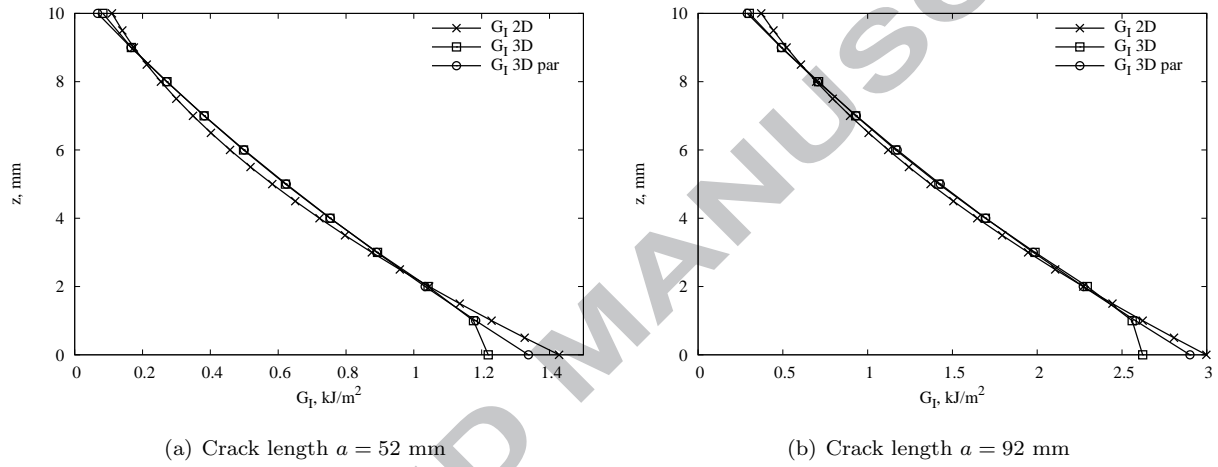 10
8
6
4
2
0
z, mm
0
0.2
0.4
0.6
0.8
1
1.2
1.4
G_I, kJ/m²
G_I 2D
G_I 3D
G_I 3D par
(a) Crack length a = 52 mm
10
8
6
4
2
0
z, mm
0
0.5
1
1.5
2
2.5
3
G_I, kJ/m²
G_I 2D
G_I 3D
G_I 3D par
(b) Crack length a = 92 mm
D MANUSC